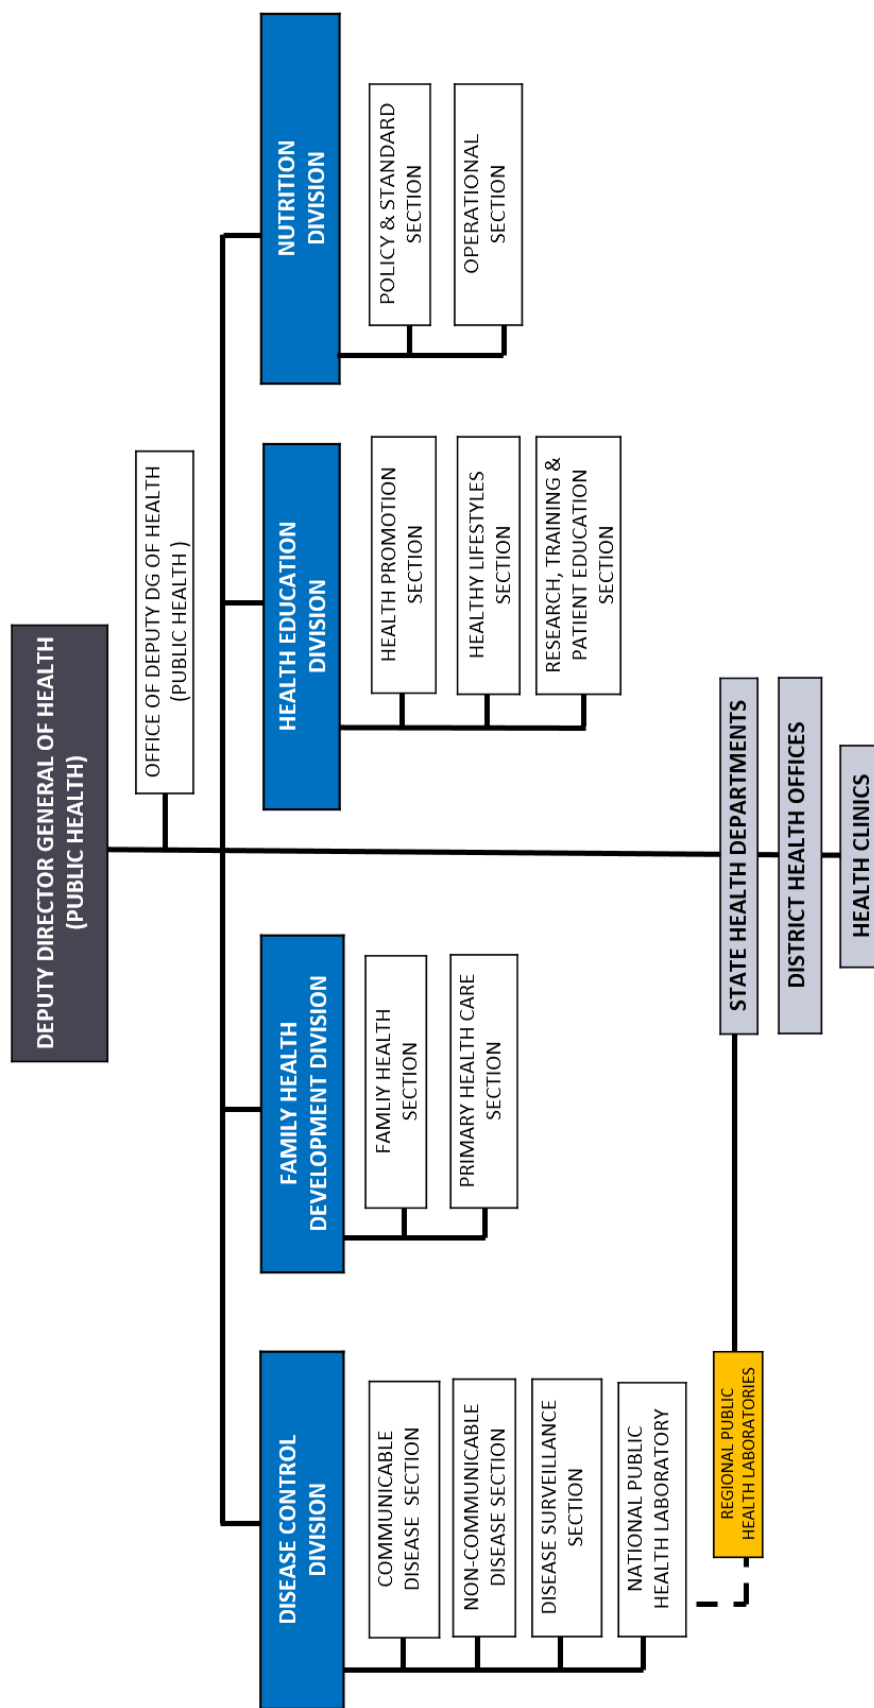 DEPUTY DIRECTOR GENERAL OF HEALTH
(PUBLIC HEALTH)
OFFICE OF DEPUTY DG OF HEALTH
(PUBLIC HEALTH )
DISEASE CONTROL
DIVISION
COMMUNICABLE
DISEASE SECTION
NON-COMMUNICABLE
DISEASE SECTION
DISEASE SURVEILLANCE
SECTION
NATIONAL PUBLIC
HEALTH LABORATORY
FAMILY HEALTH
DEVELOPMENT DIVISION
FAMLIY HEALTH
SECTION
PRIMARY HEALTH CARE
SECTION
HEALTH EDUCATION
DIVISION
HEALTH PROMOTION
SECTION
HEALTHY LIFESTYLES
SECTION
RESEARCH, TRAINING &
PATIENT EDUCATION
SECTION
NUTRITION
DIVISION
POLICY & STANDARD
SECTION
OPERATIONAL
SECTION
REGIONAL PUBLIC
HEALTH LABORATORIES
STATE HEALTH DEPARTMENTS
DISTRICT HEALTH OFFICES
HEALTH CLINICS